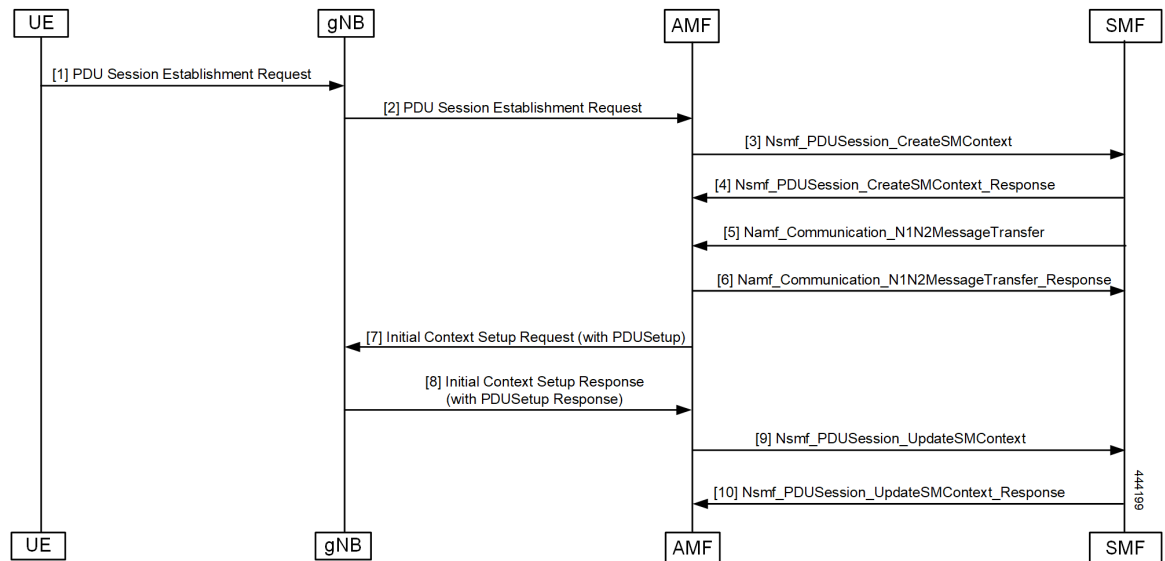 UE
gNB
AMF
SMF
[1] PDU Session Establishment Request
[2] PDU Session Establishment Request
[3] Nsmf_PDUSession_CreateSMContext
[4] Nsmf_PDUSession_CreateSMContext_Response
[5] Namf_Communication_N1N2MessageTransfer
[6] Namf_Communication_N1N2MessageTransfer_Response
[7] Initial Context Setup Request (with PDUSetup)
[8] Initial Context Setup Response
(with PDUSetup Response)
[9] Nsmf_PDUSession_UpdateSMContext
[10] Nsmf_PDUSession_UpdateSMContext_Response
444199
UE
gNB
AMF
SMF